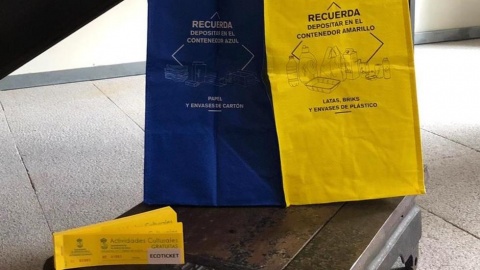 RECUERDA
DEPOSITAR EN EL
CONTENEDOR AZUL
PAPEL
Y ENVASES DE CARTÓN
RECUERDA
DEPOSITAR EN EL
CONTENEDOR AMARILLO
LATAS, BRIKS
Y ENVASES DE PLÁSTICO
Actividades Culturales
ECOTICKET